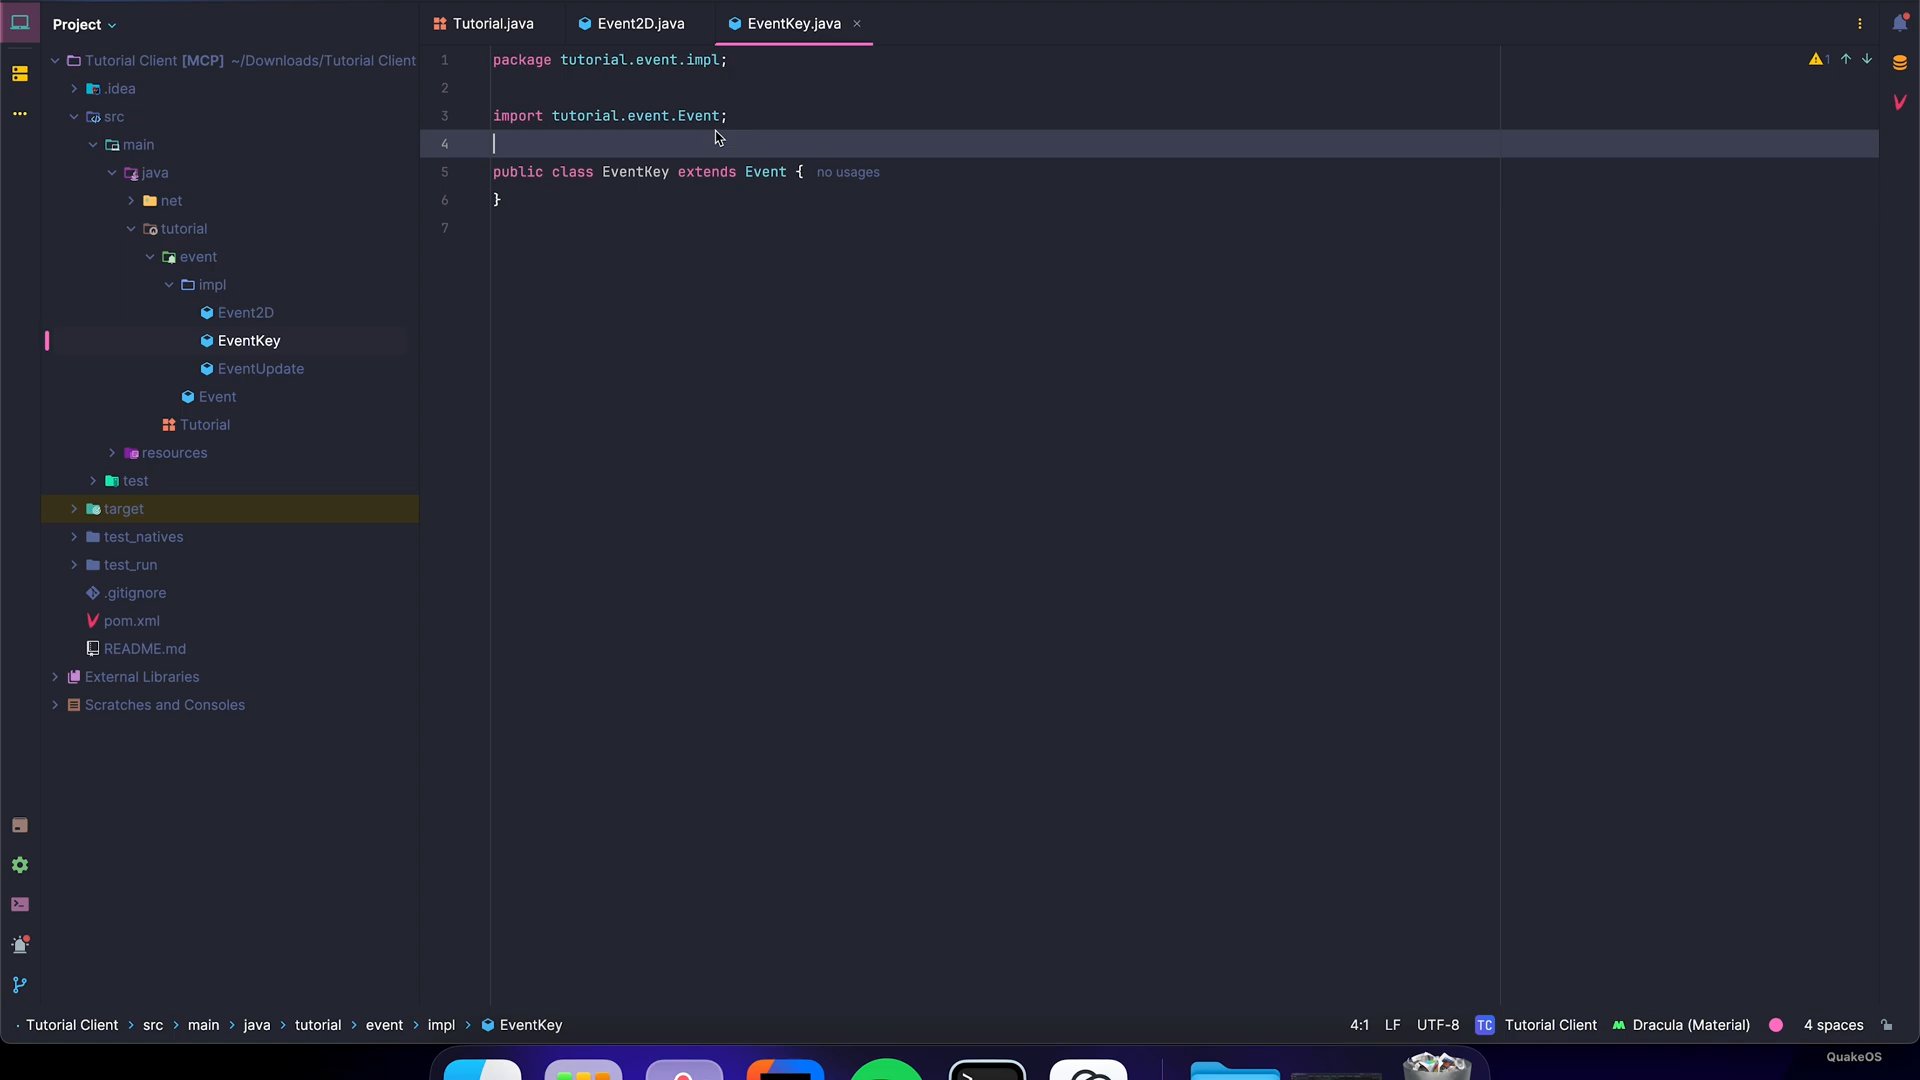 Project
Tutorial.java
Event2D.java
EventKey.java
Tutorial Client [MCP] ~/Downloads/Tutorial Client
.idea
src
main
java
net
tutorial
event
impl
Event2D
EventKey
EventUpdate
Event
Tutorial
resources
test
target
test_natives
test_run
.gitignore
pom.xml
README.md
External Libraries
Scratches and Consoles
1 package tutorial.event.impl;
2
3 import tutorial.event.Event;
4
5 public class EventKey extends Event { no usages
6 }
7
1
Tutorial Client > src > main > java > tutorial > event > impl > EventKey
4:1 LF UTF-8 TC Tutorial Client Dracula (Material) 4 spaces
QuakeOS